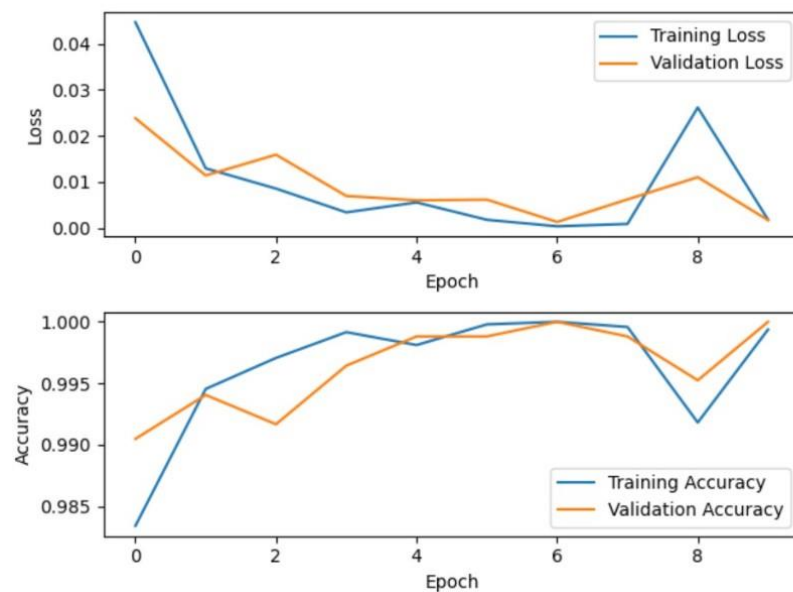 0.04
0.03
0.02
0.01
0.00
Loss
Training Loss
Validation Loss
0 2 4 6 8
Epoch
1.000
0.995
0.990
0.985
Accuracy
Training Accuracy
Validation Accuracy
0 2 4 6 8
Epoch